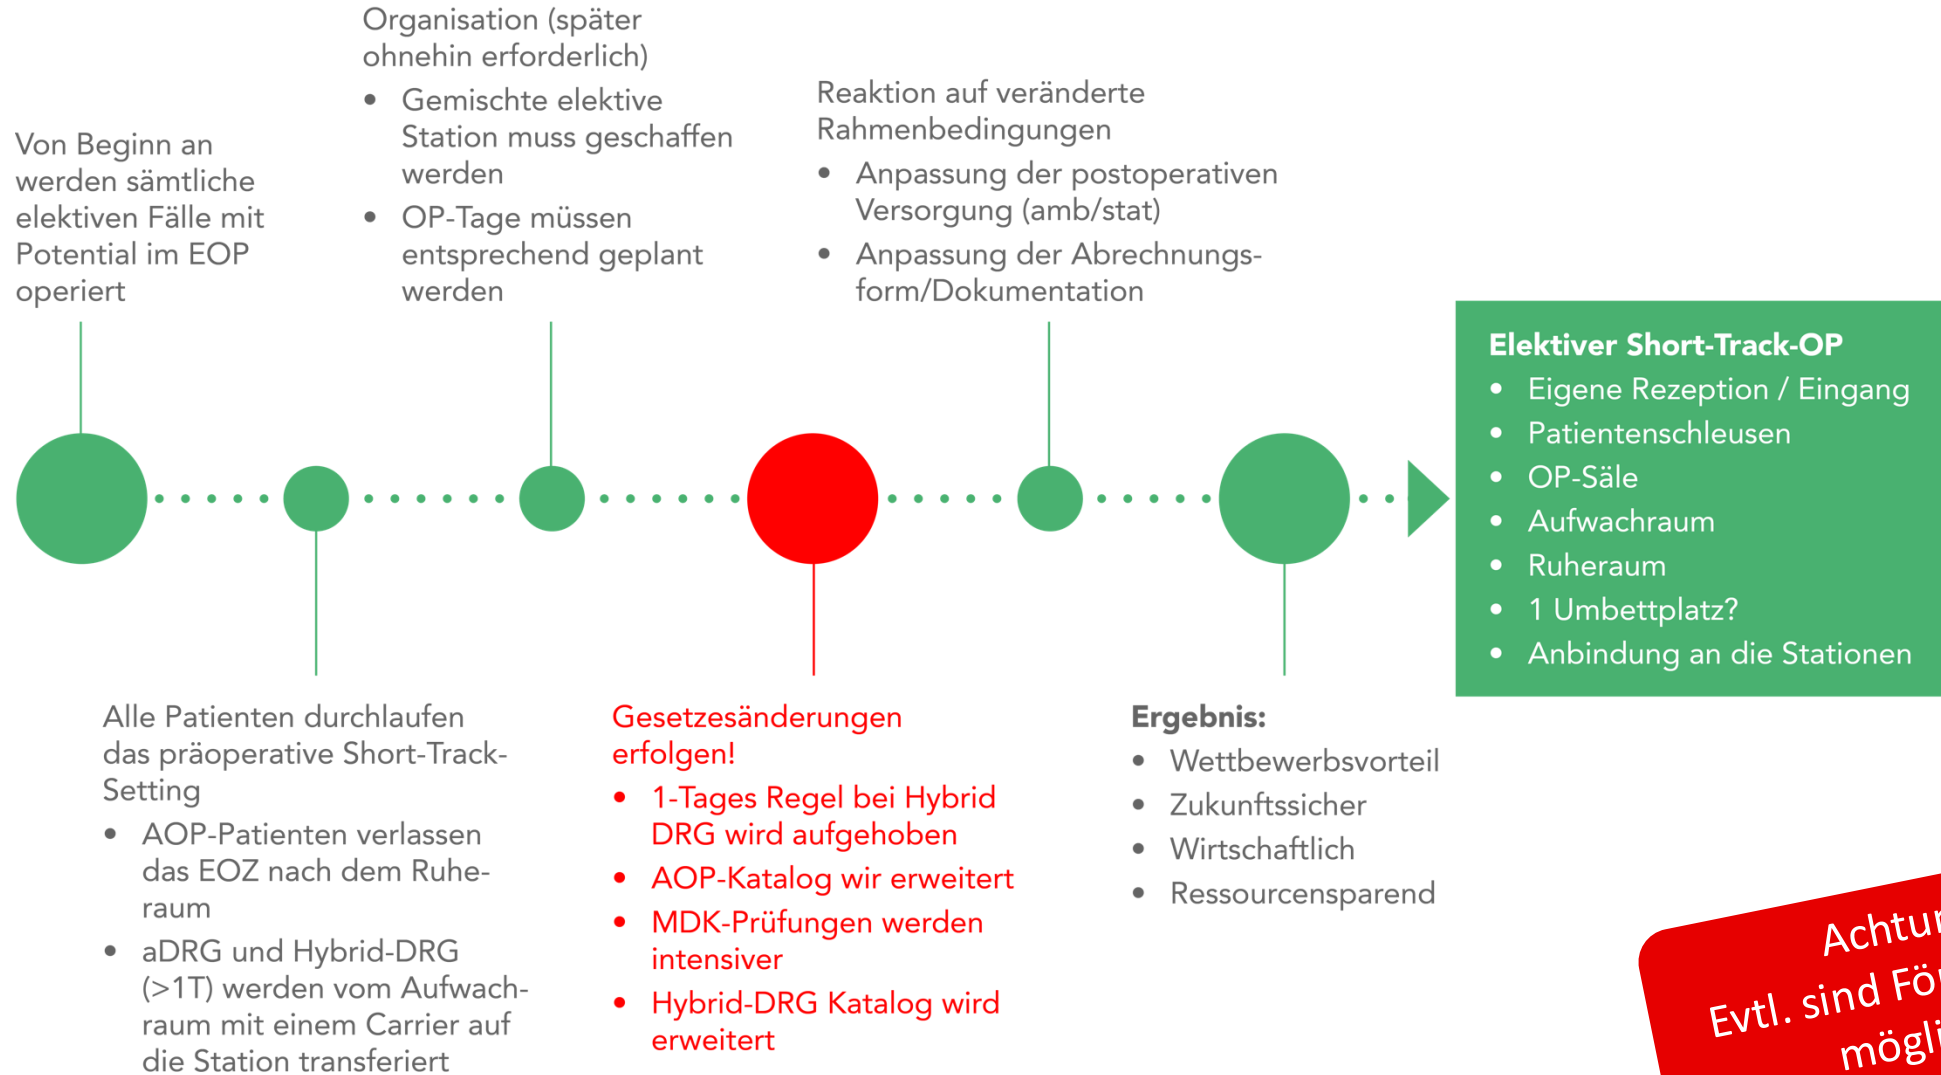 Von Beginn an
werden sämtliche
elektiven Fälle mit
Potential im EOP
operiert
Alle Patienten durchlaufen
das präoperative Short-Track-
Setting
• AOP-Patienten verlassen
das EOZ nach dem Ruhe-
raum
• aDRG und Hybrid-DRG
(>1T) werden vom Aufwach-
raum mit einem Carrier auf
die Station transferiert
Organisation (später
ohnehin erforderlich)
• Gemischte elektive
Station muss geschaffen
werden
• OP-Tage müssen
entsprechend geplant
werden
Gesetzesänderungen
erfolgen!
• 1-Tages Regel bei Hybrid
DRG wird aufgehoben
• AOP-Katalog wir erweitert
• MDK-Prüfungen werden
intensiver
• Hybrid-DRG Katalog wird
erweitert
Reaktion auf veränderte
Rahmenbedingungen
• Anpassung der postoperativen
Versorgung (amb/stat)
• Anpassung der Abrechnungs-
form/Dokumentation
Ergebnis:
• Wettbewerbsvorteil
• Zukunftssicher
• Wirtschaftlich
• Ressourcensparend
Elektiver Short-Track-OP
• Eigene Rezeption / Eingang
• Patientenschleusen
• OP-Säle
• Aufwachraum
• Ruheraum
• 1 Umbettplatz?
• Anbindung an die Stationen
Evtl. sind